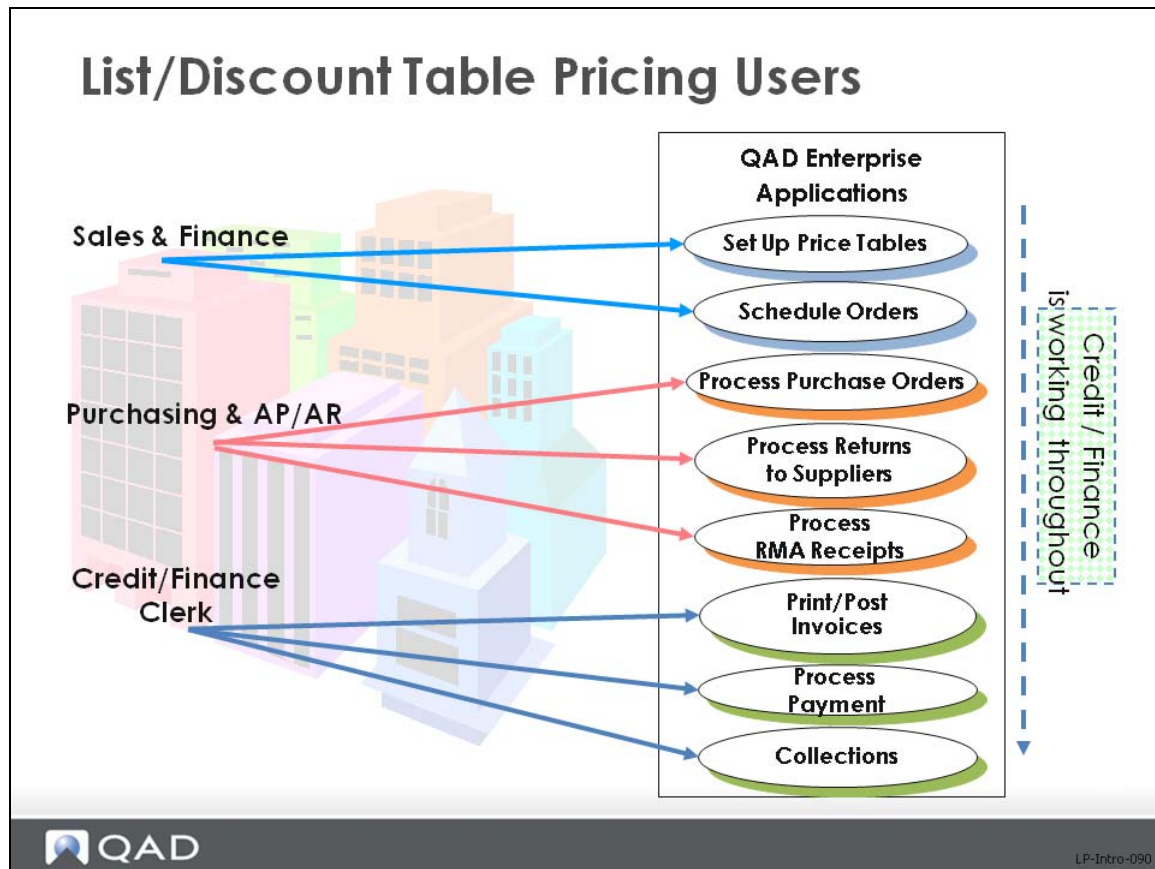 List/Discount Table Pricing Users
QAD Enterprise
Applications
Sales & Finance
Set Up Price Tables
Schedule Orders
Process Purchase Orders
Purchasing & AP/AR
Process Returns
to Suppliers
Process
RMA Receipts
Credit/Finance
Clerk
Print/Post
Invoices
Process
Payment
Collections
Credit / Finance
is working throughout
QAD
LP-Intro-090